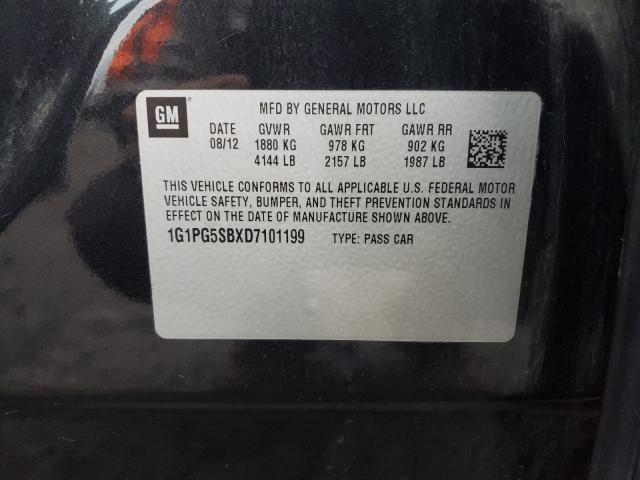 GM
MFD BY GENERAL MOTORS LLC
DATE GVWR GAWR FRT GAWR RR
08/12 1880 KG 978 KG 902 KG
4144 LB 2157 LB 1987 LB
THIS VEHICLE CONFORMS TO ALL APPLICABLE U.S. FEDERAL MOTOR
VEHICLE SAFETY, BUMPER, AND THEFT PREVENTION STANDARDS IN
EFFECT ON THE DATE OF MANUFACTURE SHOWN ABOVE.
1G1PG5SBXD7101199 TYPE: PASS CAR